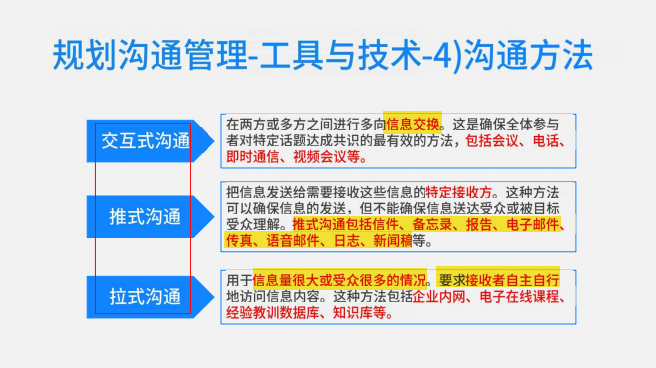 规划沟通管理-工具与技术-4)沟通方法
交互式沟通
在两方或多方之间进行多向信息交换。这是确保全体参与
者对特定话题达成共识的最有效的方法，包括会议、电话、
即时通信、视频会议等。
推式沟通
把信息发送给需要接收这些信息的特定接收方。这种方法
可以确保信息的发送，但不能确保信息送达受众或被目标
受众理解。推式沟通包括信件、备忘录、报告、电子邮件、
传真、语音邮件、日志、新闻稿等。
拉式沟通
用于信息量很大或受众很多的情况。要求接收者自主自行
地访问信息内容。这种方法包括企业内网、电子在线课程、
经验教训数据库、知识库等。